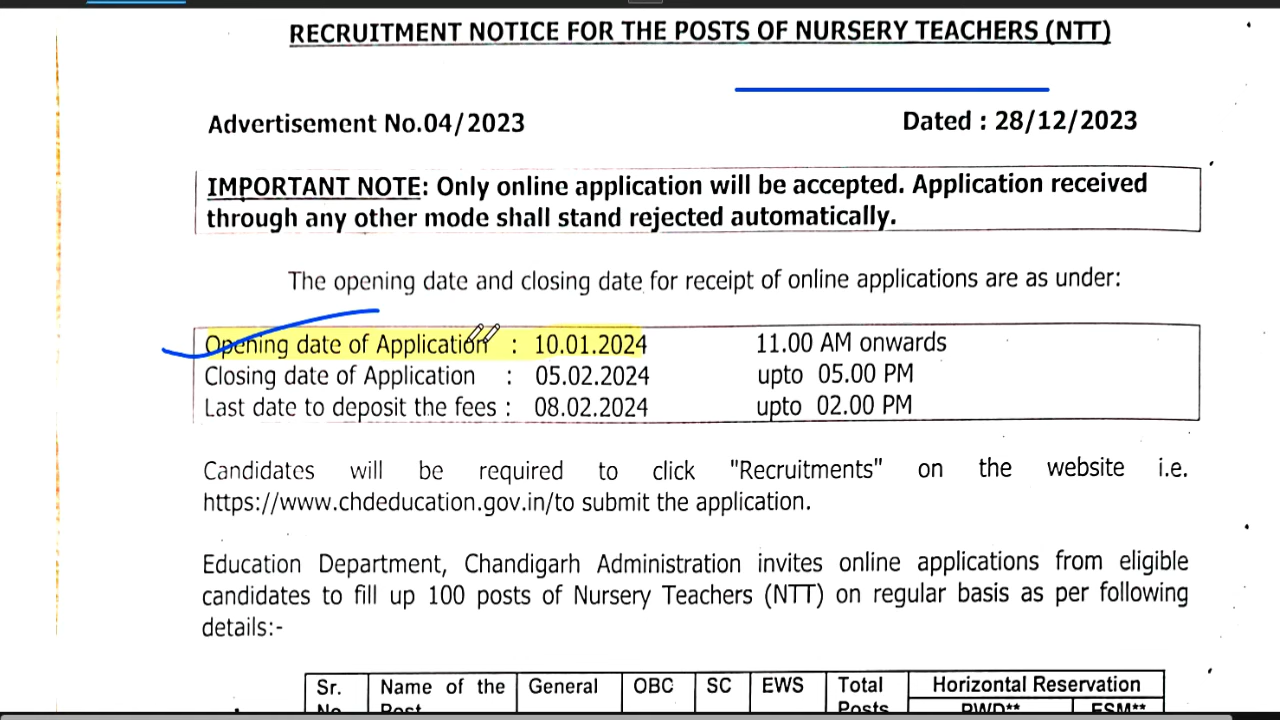 RECRUITMENT NOTICE FOR THE POSTS OF NURSERY TEACHERS (NTT)
Advertisement No.04/2023 Dated : 28/12/2023
IMPORTANT NOTE: Only online application will be accepted. Application received
through any other mode shall stand rejected automatically.
The opening date and closing date for receipt of online applications are as under:
Opening date of Application : 10.01.2024 11.00 AM onwards
Closing date of Application : 05.02.2024 upto 05.00 PM
Last date to deposit the fees : 08.02.2024 upto 02.00 PM
Candidates will be required to click "Recruitments" on the website i.e.
https://www.chdeducation.gov.in/to submit the application.
Education Department, Chandigarh Administration invites online applications from eligible
candidates to fill up 100 posts of Nursery Teachers (NTT) on regular basis as per following
details:-
Sr. Name of the General OBC SC EWS Total Horizontal Reservation
No. Post Posts PWD** ESM**